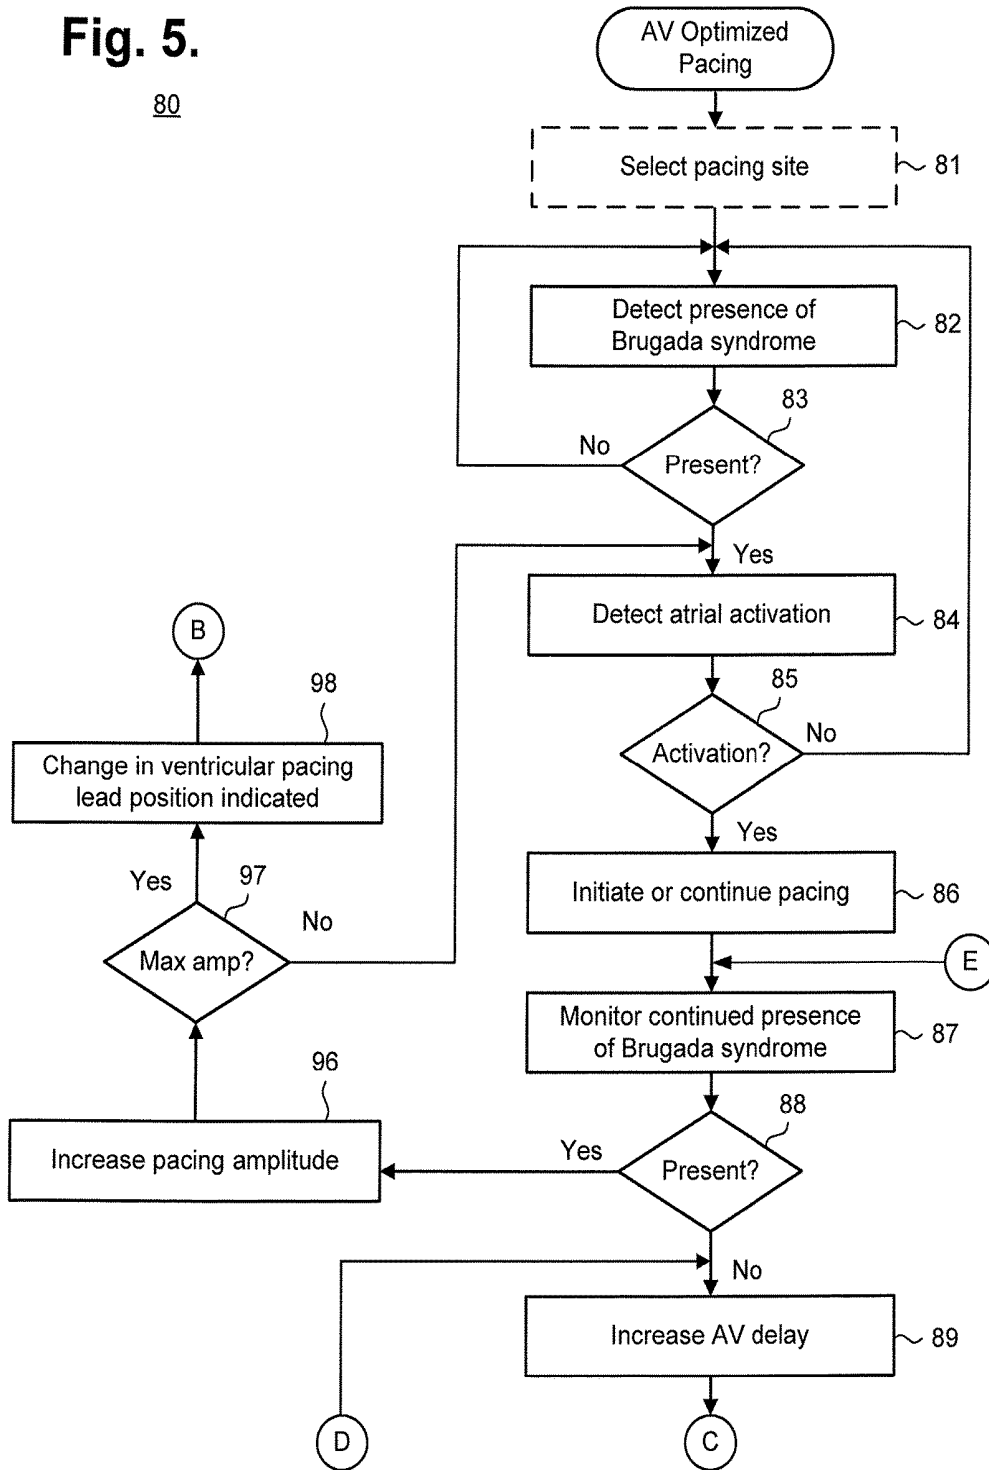 Fig. 5.
80
AV Optimized
Pacing
Select pacing site
81
Detect presence of
Brugada syndrome
82
83
No
Present?
Yes
Detect atrial activation
84
B
98
85
Change in ventricular pacing
lead position indicated
Activation?
No
Yes
Yes
97
Initiate or continue pacing
86
No
Max amp?
E
Monitor continued presence
of Brugada syndrome
87
96
88
Increase pacing amplitude
Yes
Present?
No
Increase AV delay
89
D
C